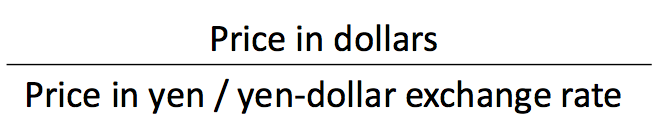 Price in dollars
Price in yen / yen-dollar exchange rate